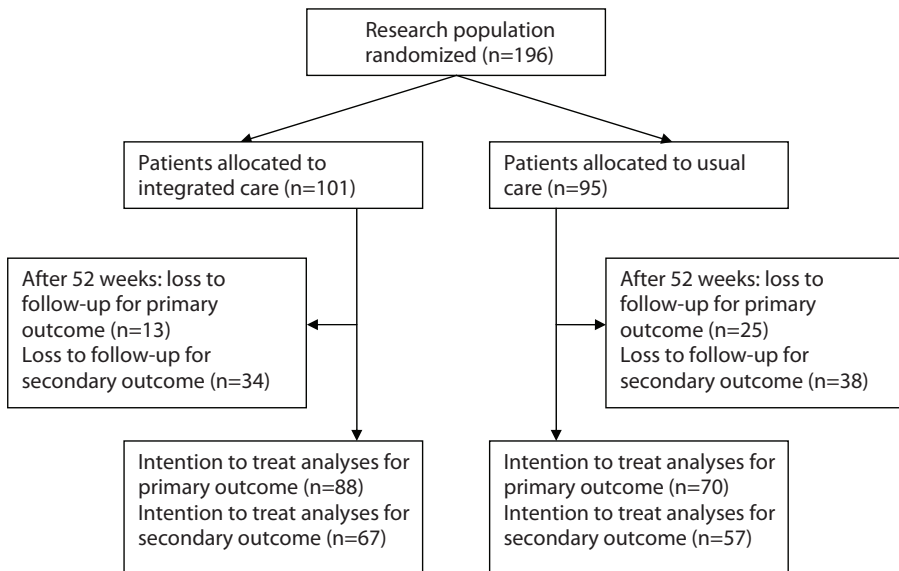 Research population
randomized (n=196)
Patients allocated to
integrated care (n=101)
Patients allocated to usual
care (n=95)
After 52 weeks: loss to
follow-up for primary
outcome (n=13)
Loss to follow-up for
secondary outcome (n=34)
After 52 weeks: loss to
follow-up for primary
outcome (n=25)
Loss to follow-up for
secondary outcome (n=38)
Intention to treat analyses for
primary outcome (n=88)
Intention to treat analyses for
secondary outcome (n=67)
Intention to treat analyses for
primary outcome (n=70)
Intention to treat analyses for
secondary outcome (n=57)